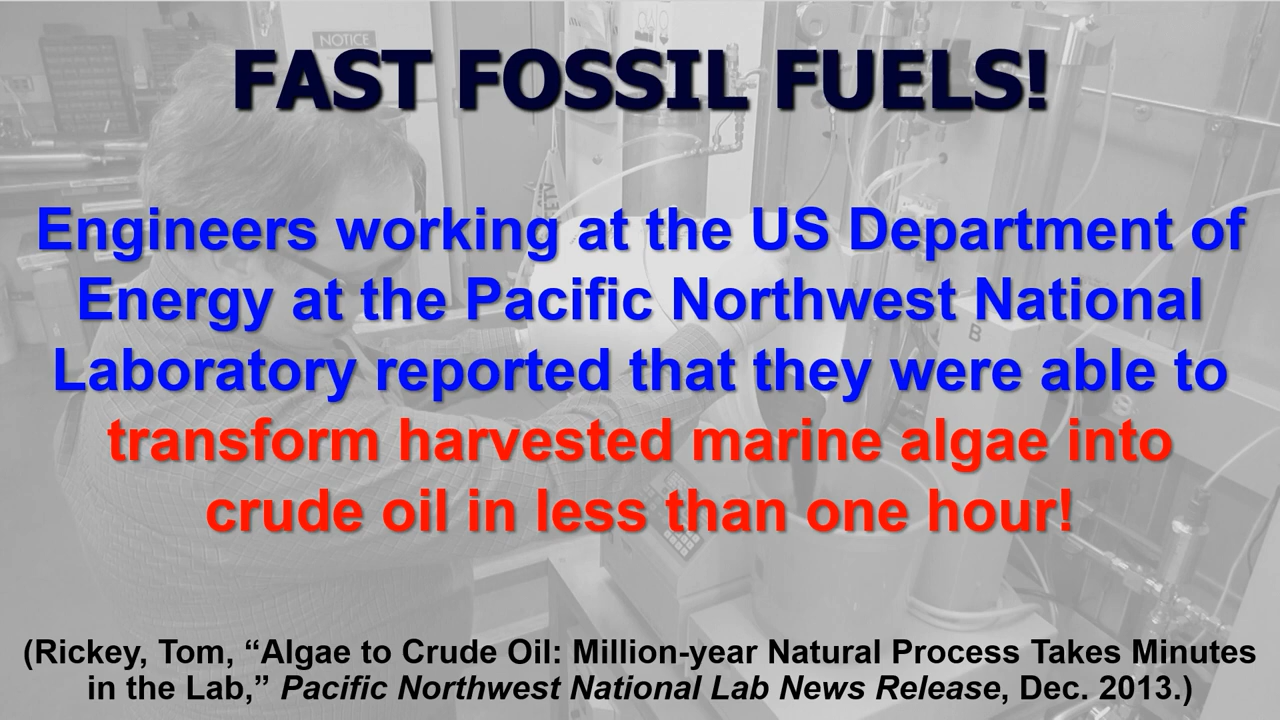 NOTICE
FAST FOSSIL FUELS!
Engineers working at the US Department of
Energy at the Pacific Northwest National
Laboratory reported that they were able to
transform harvested marine algae into
crude oil in less than one hour!
(Rickey, Tom, “Algae to Crude Oil: Million-year Natural Process Takes Minutes
in the Lab,” Pacific Northwest National Lab News Release, Dec. 2013.)